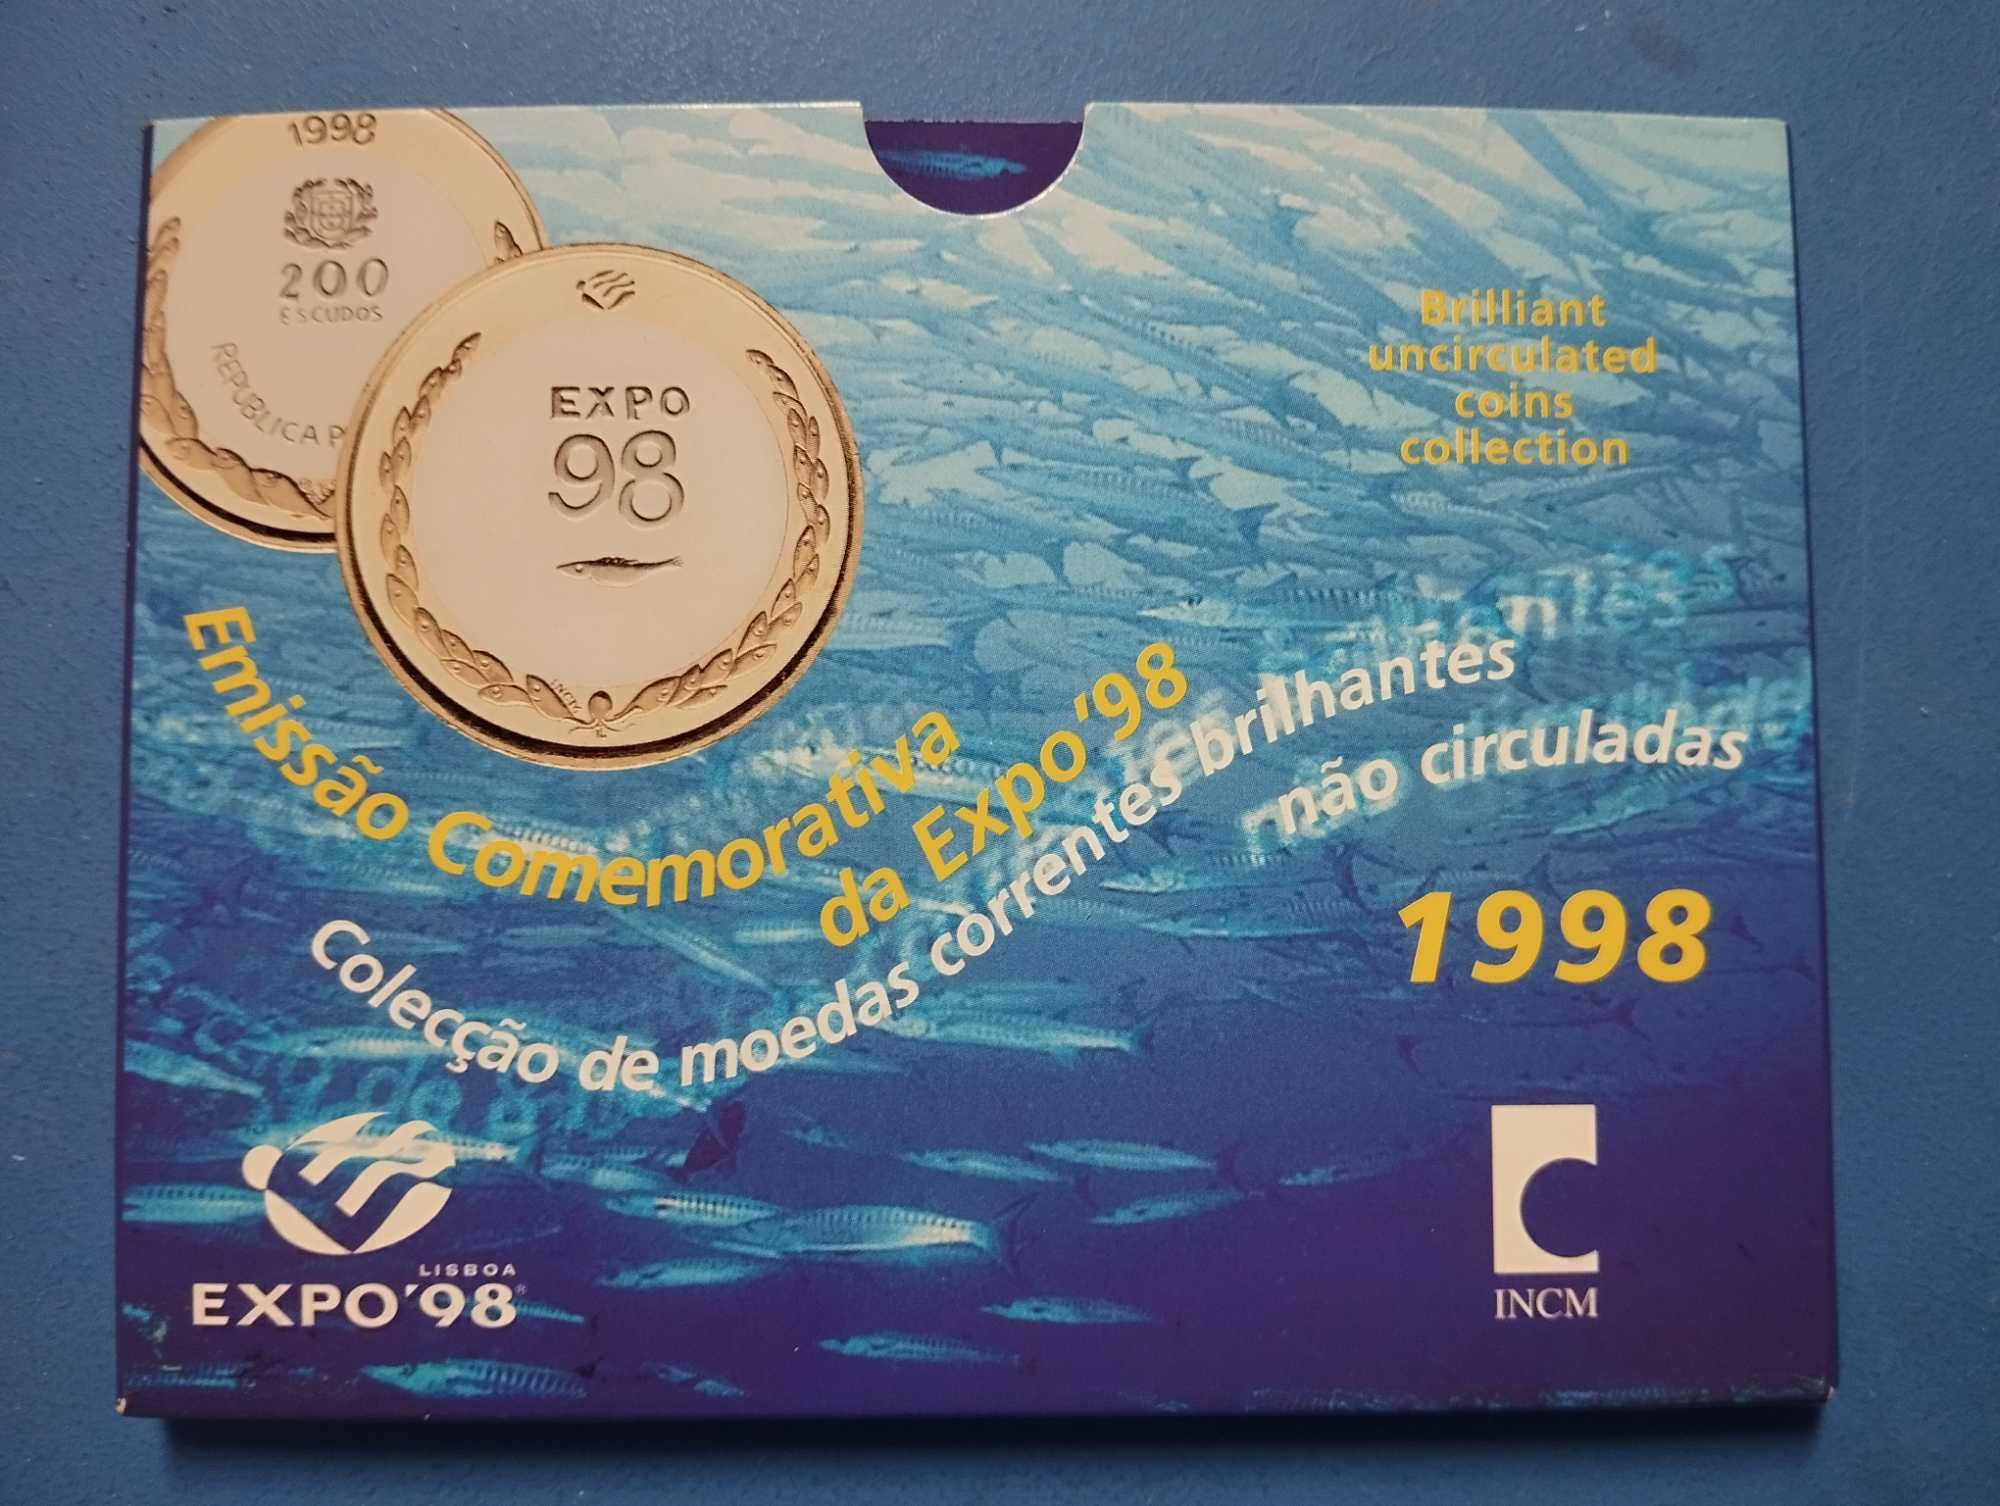 1998
200
ESCUDOS
REPUBLICA P
EXPO
98
INCM
Brilliant
uncirculated
coins
collection
Emissão Comemorativa
da Expo'98
Colecção de moedas correntes brilhantes
não circuladas
1998
LISBOA
EXPO'98®
INCM